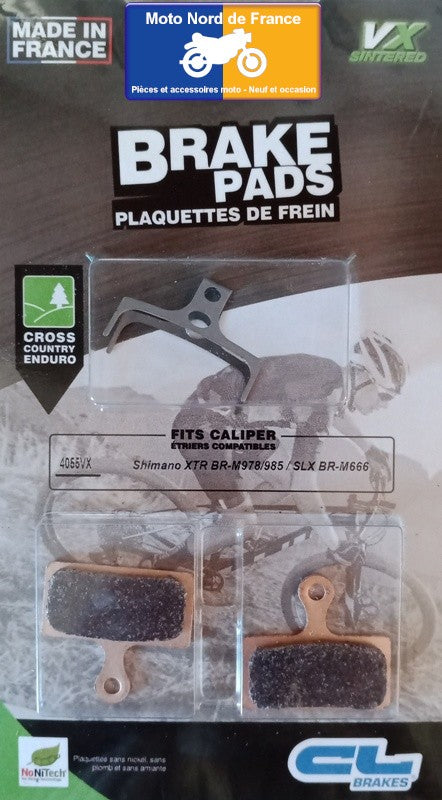 MADE IN
FRANCE
Moto Nord de France
Pièces et accessoires moto - Neuf et occasion
VX
SINTERED
BRAKE
PADS
PLAQUETTES DE FREIN
CROSS
COUNTRY
ENDURO
FITS CALIPER
ÉTRIERS COMPATIBLES
4055VX
Shimano XTR BR-M978/985 / SLX BR-M666
NoNiTech
Plaquettes sans nickel, sans
plomb et sans amiante
CL
BRAKES